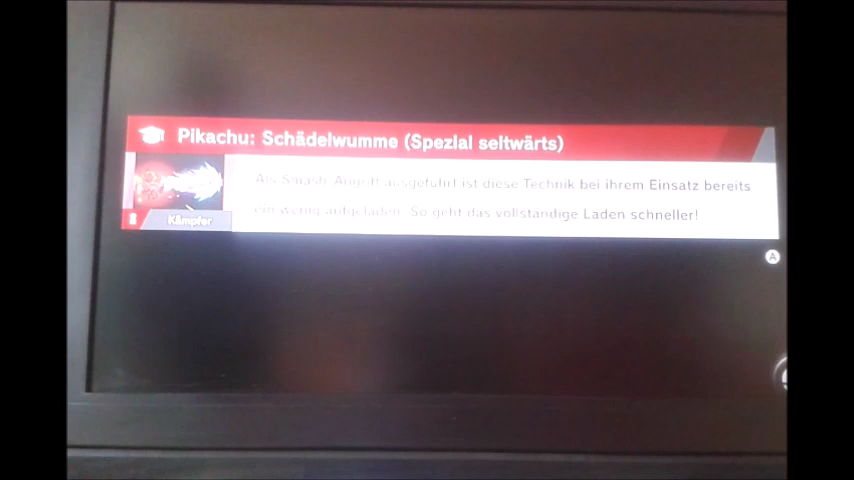 Pikachu: Schädelwumme (Spezial seitwärts)
Als Smash-Angriff ausgeführt ist diese Technik bei ihrem Einsatz bereits
ein wenig aufgeladen. So geht das vollständige Laden schneller!
Kämpfer
A